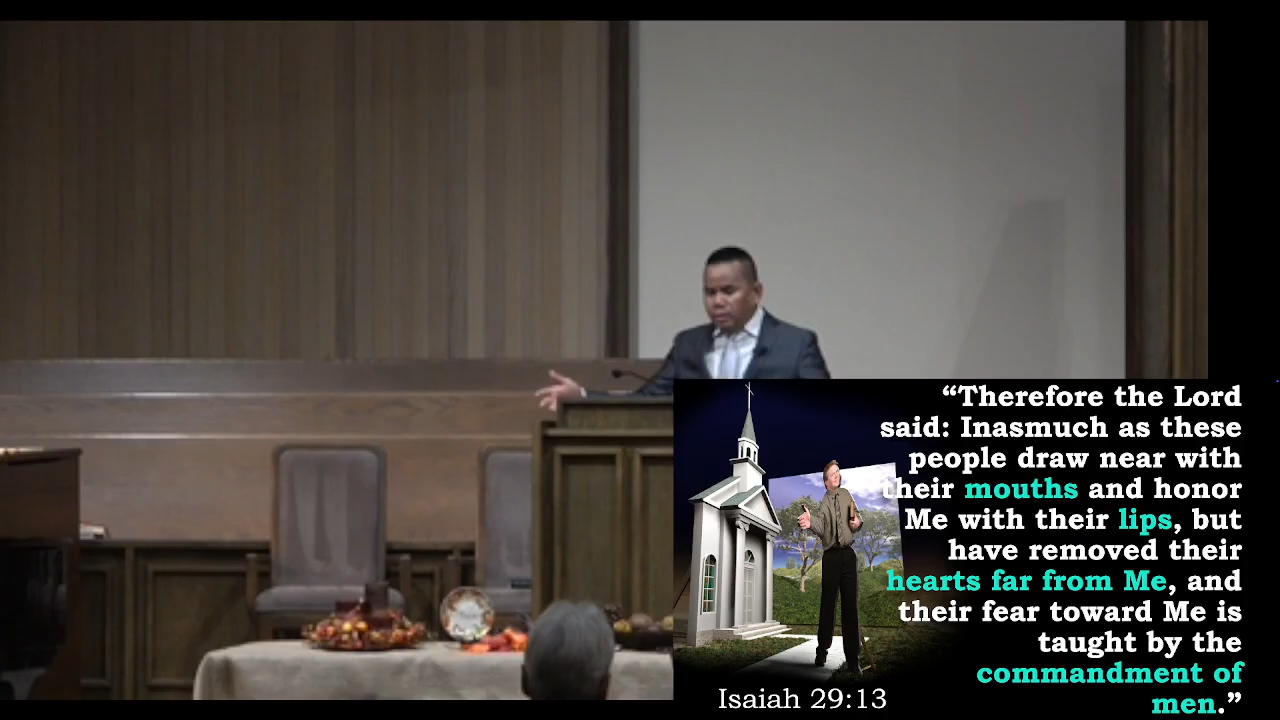 “Therefore the Lord
said: Inasmuch as these
people draw near with
their mouths and honor
Me with their lips, but
have removed their
hearts far from Me, and
their fear toward Me is
taught by the
commandment of
men.”
Isaiah 29:13